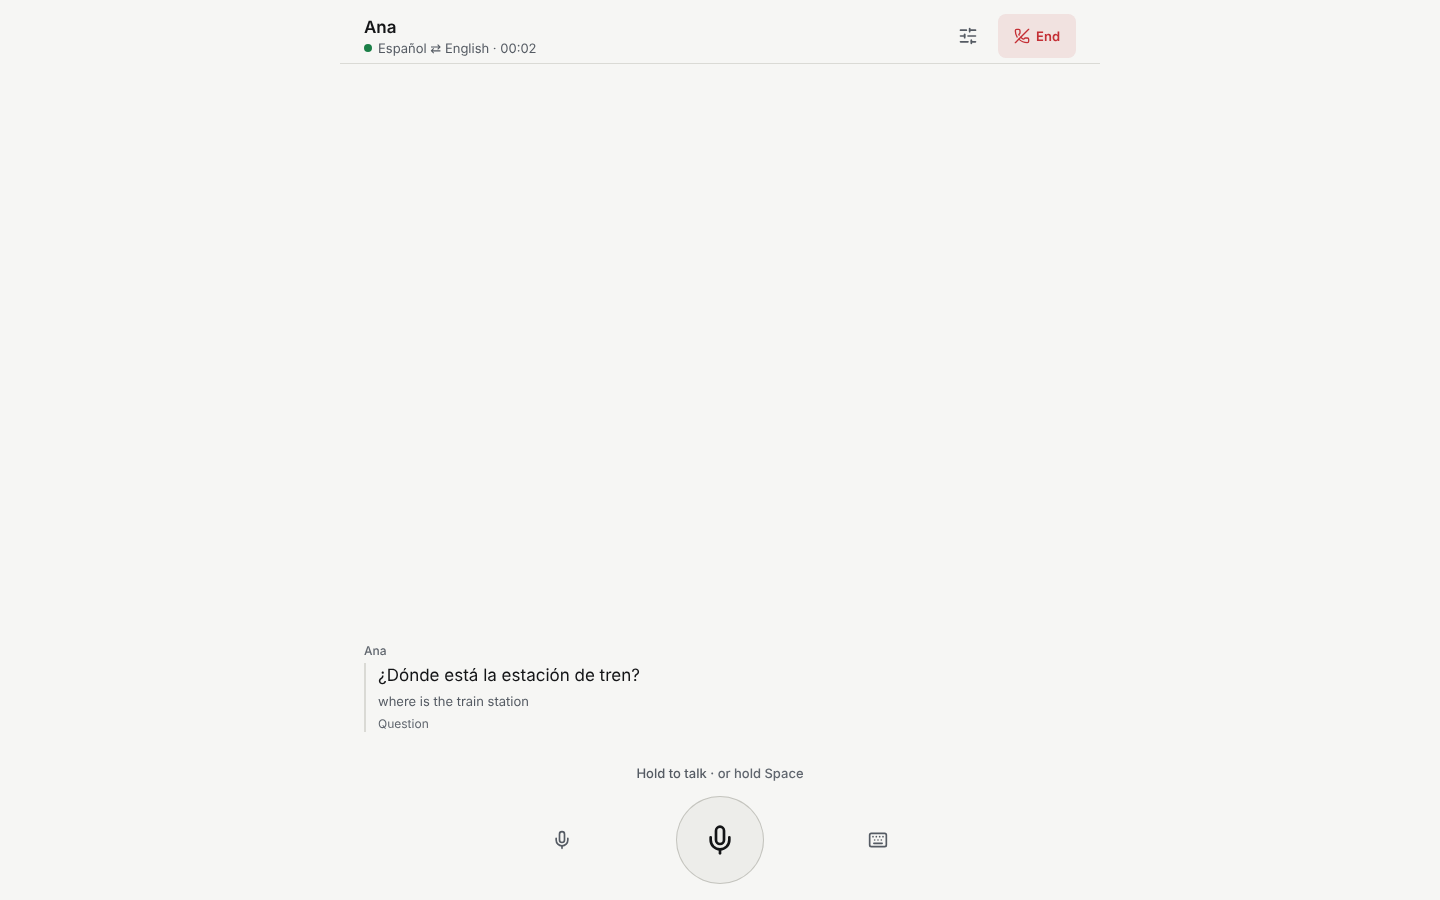 Ana
Español ⇄ English · 00:02
End
Ana
¿Dónde está la estación de tren?
where is the train station
Question
Hold to talk · or hold Space